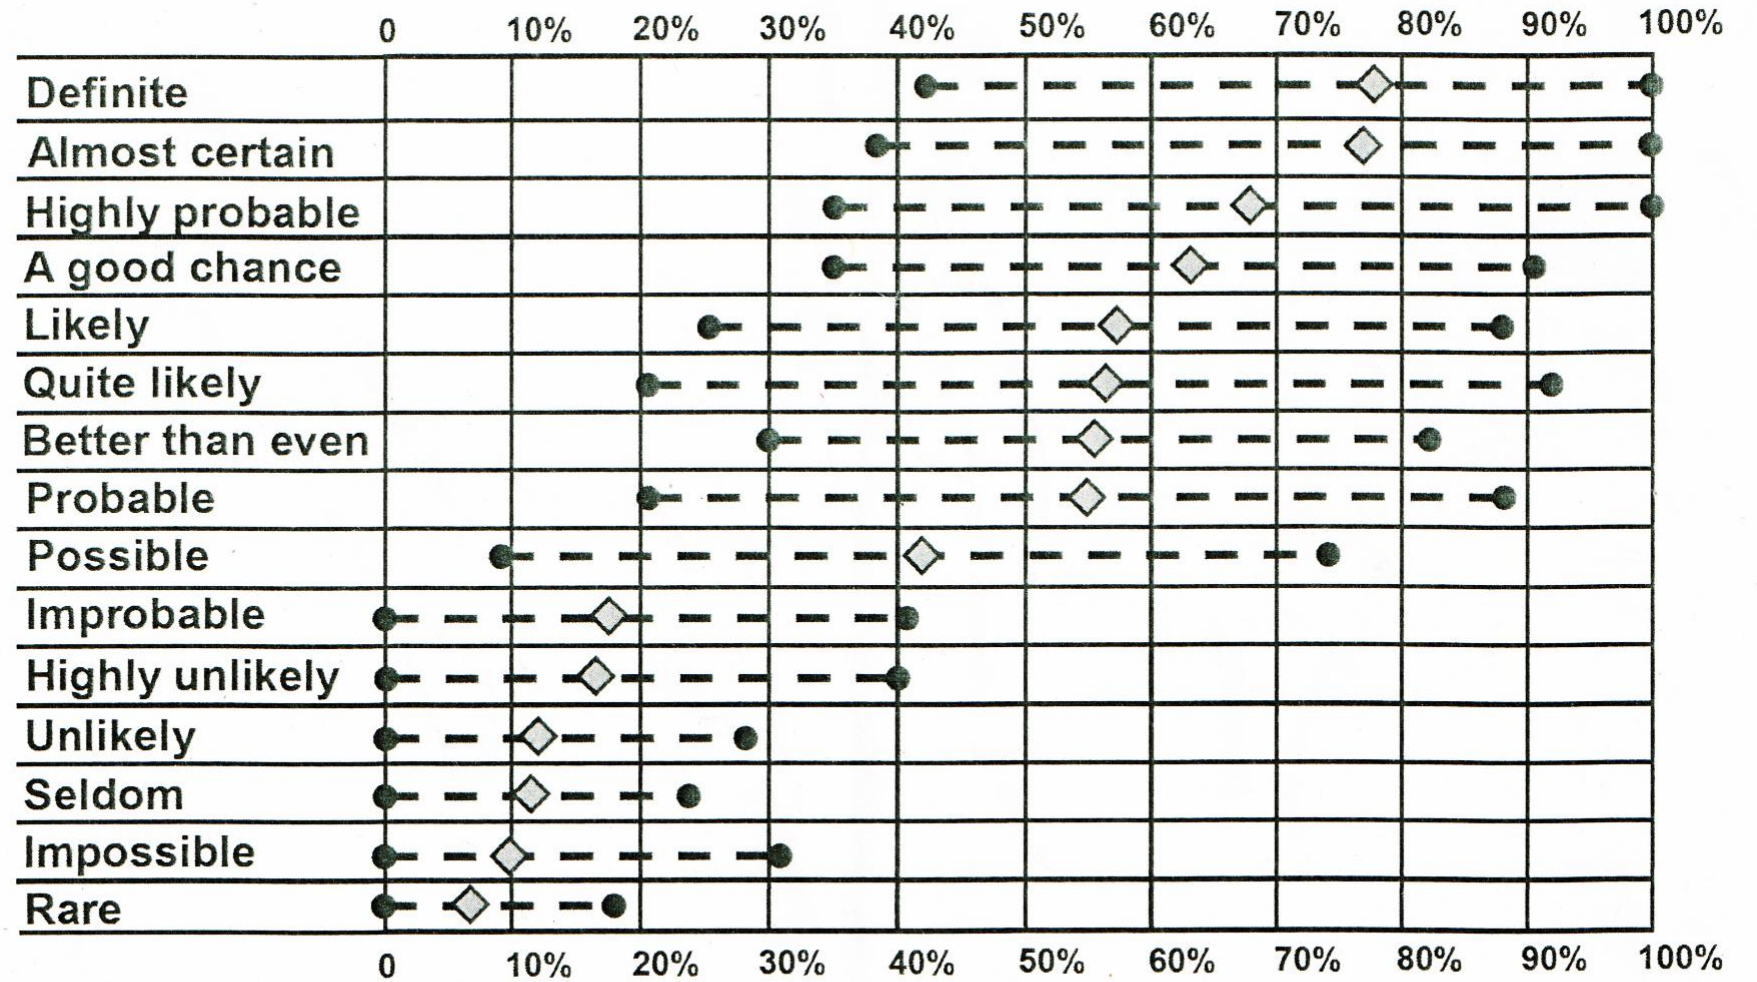 0 10% 20% 30% 40% 50% 60% 70% 80% 90% 100%
Definite
Almost certain
Highly probable
A good chance
Likely
Quite likely
Better than even
Probable
Possible
Improbable
Highly unlikely
Unlikely
Seldom
Impossible
Rare
0 10% 20% 30% 40% 50% 60% 70% 80% 90% 100%